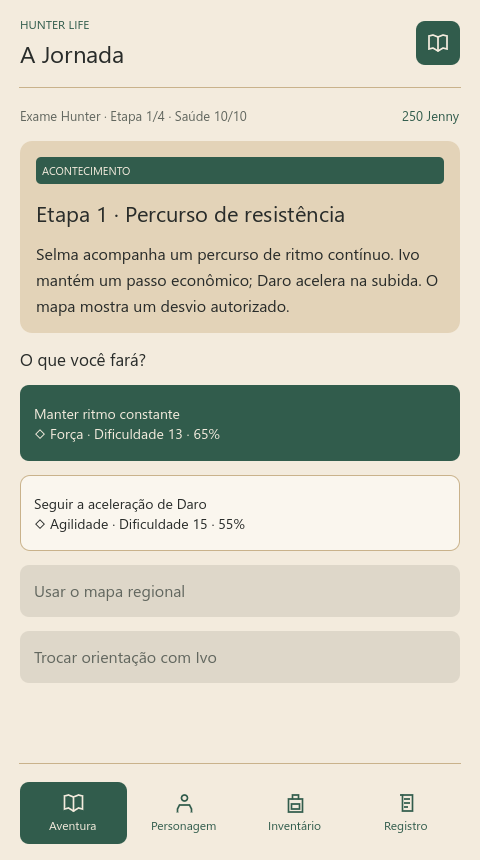 HUNTER LIFE
A Jornada
Exame Hunter · Etapa 1/4 · Saúde 10/10
250 Jenny
ACONTECIMENTO
Etapa 1 · Percurso de resistência
Selma acompanha um percurso de ritmo contínuo. Ivo
mantém um passo econômico; Daro acelera na subida. O
mapa mostra um desvio autorizado.
O que você fará?
Manter ritmo constante
◇ Força · Dificuldade 13 · 65%
Seguir a aceleração de Daro
◇ Agilidade · Dificuldade 15 · 55%
Usar o mapa regional
Trocar orientação com Ivo
Aventura
Personagem
Inventário
Registro